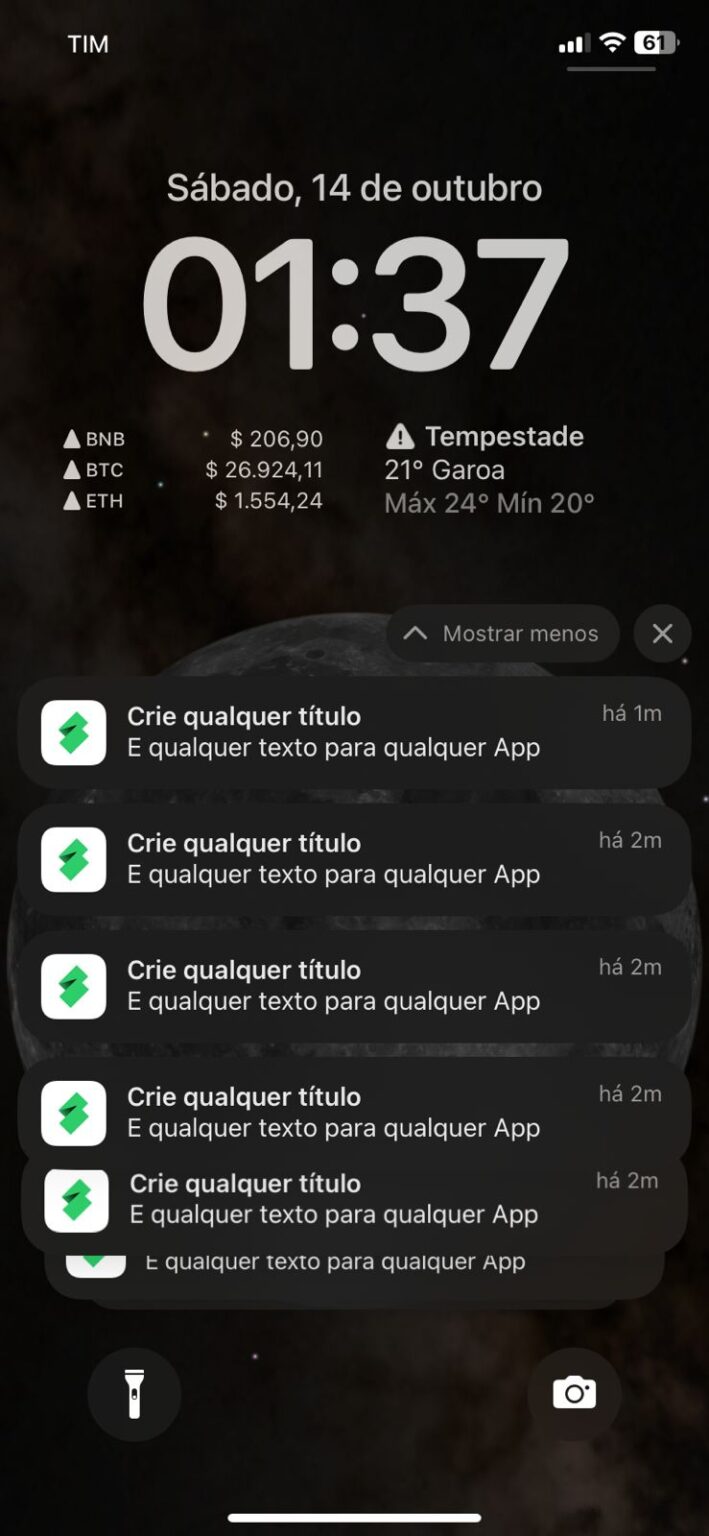 TIM
61
Sábado, 14 de outubro
01:37
BNB $ 206,90
BTC $ 26.924,11
ETH $ 1.554,24
Tempestade
21° Garoa
Máx 24° Mín 20°
Mostrar menos
Crie qualquer título há 1m
E qualquer texto para qualquer App
Crie qualquer título há 2m
E qualquer texto para qualquer App
Crie qualquer título há 2m
E qualquer texto para qualquer App
Crie qualquer título há 2m
E qualquer texto para qualquer App
Crie qualquer título há 2m
E qualquer texto para qualquer App
E qualquer texto para qualquer App